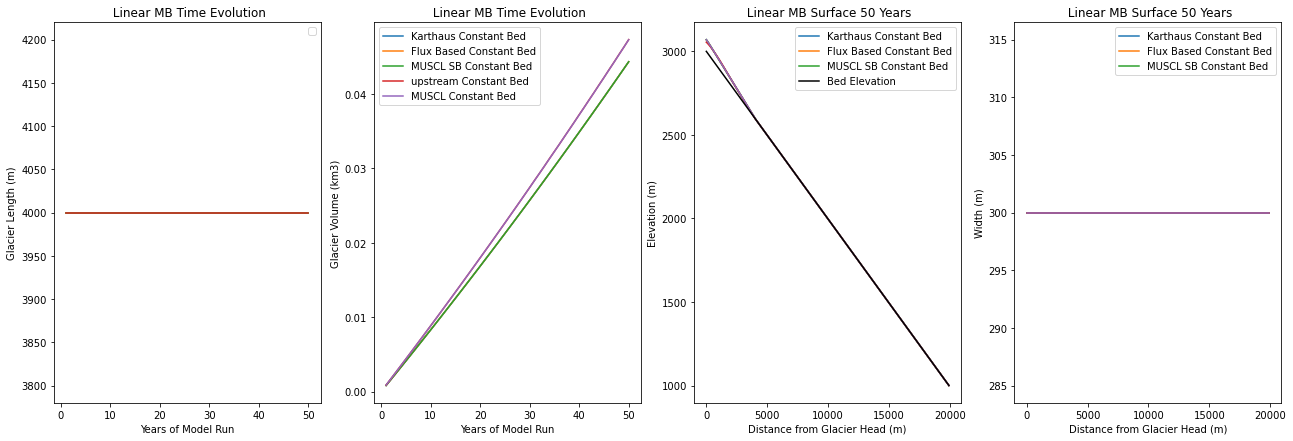 Linear MB Time Evolution
4200
4150
4100
4050
4000
3950
3900
3850
3800
Glacier Length (m)
0 10 20 30 40 50
Years of Model Run
Linear MB Time Evolution
Karthaus Constant Bed
Flux Based Constant Bed
MUSCL SB Constant Bed
upstream Constant Bed
MUSCL Constant Bed
0.04
0.03
0.02
0.01
0.00
Glacier Volume (km3)
0 10 20 30 40 50
Years of Model Run
Linear MB Surface 50 Years
Karthaus Constant Bed
Flux Based Constant Bed
MUSCL SB Constant Bed
Bed Elevation
3000
2500
2000
1500
1000
Elevation (m)
0 5000 10000 15000 20000
Distance from Glacier Head (m)
Linear MB Surface 50 Years
Karthaus Constant Bed
Flux Based Constant Bed
MUSCL SB Constant Bed
315
310
305
300
295
290
285
Width (m)
0 5000 10000 15000 20000
Distance from Glacier Head (m)